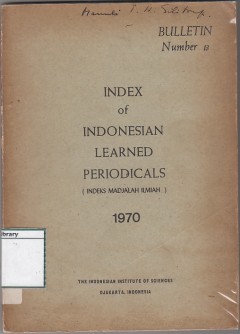 BULLETIN
Number
INDEX
of
INDONESIAN
LEARNED
PERIODICALS
( INDEKS MADJALAH ILMIAH )
1970
library
THE INDONESIAN INSTITUTE OF SCIENCES
DJAKARTA, INDONESIA